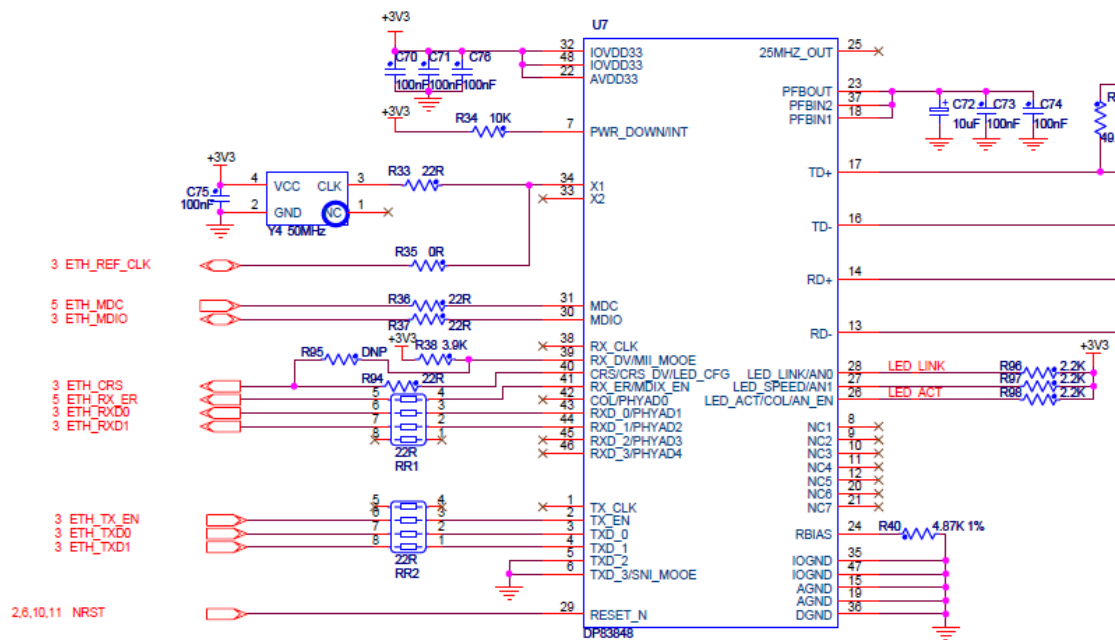 U7
+3V3
C70 C71 C76
100nF 100nF 100nF
32 IOVDD33
48 IOVDD33
22 AVDD33
25MHZ_OUT 25
PFBOUT 23
PFBIN2 37
PFBIN1 18
C72 C73 C74
10uF 100nF 100nF
+
R
49
+3V3
R34 10K
7 PWR_DOWN/INT
TD+ 17
+3V3
C75
100nF
4 VCC CLK 3
2 GND NC 1
Y4 50MHz
R33 22R
34 X1
33 X2
TD- 16
3 ETH_REF_CLK
R35 0R
RD+ 14
5 ETH_MDC
R36 22R
31 MDC
3 ETH_MDIO
R37 22R
30 MDIO
RD- 13
+3V3
R95 DNP
+3V3
R38 3.9K
38 RX_CLK
39 RX_DV/MII_MOOE
3 ETH_CRS
R94 22R
40 CRS/CRS_DV/LED_CFG
5 ETH_RX_ER
5 4
41 RX_ER/MDIX_EN
42 COL/PHYAD0
3 ETH_RXD0
6 3
43 RXD_0/PHYAD1
3 ETH_RXD1
7 2
44 RXD_1/PHYAD2
8 1
45 RXD_2/PHYAD3
46 RXD_3/PHYAD4
22R
RR1
LED_LINK/AN0 28 LED_LINK R96 2.2K
LED_SPEED/AN1 27 R97 2.2K
LED_ACT/COL/AN_EN 26 LED_ACT R98 2.2K
NC1 8
NC2 9
NC3 10
NC4 11
NC5 12
NC6 20
NC7 21
5 4
1 TX_CLK
3 ETH_TX_EN
6 3
2 TX_EN
3 ETH_TXD0
7 2
3 TXD_0
3 ETH_TXD1
8 1
4 TXD_1
5 TXD_2
6 TXD_3/SNI_MOOE
22R
RR2
RBIAS 24 R40 4.87K 1%
IOGND 35
IOGND 47
AGND 15
AGND 19
DGND 36
2,6,10,11 NRST
29 RESET_N
DP83848